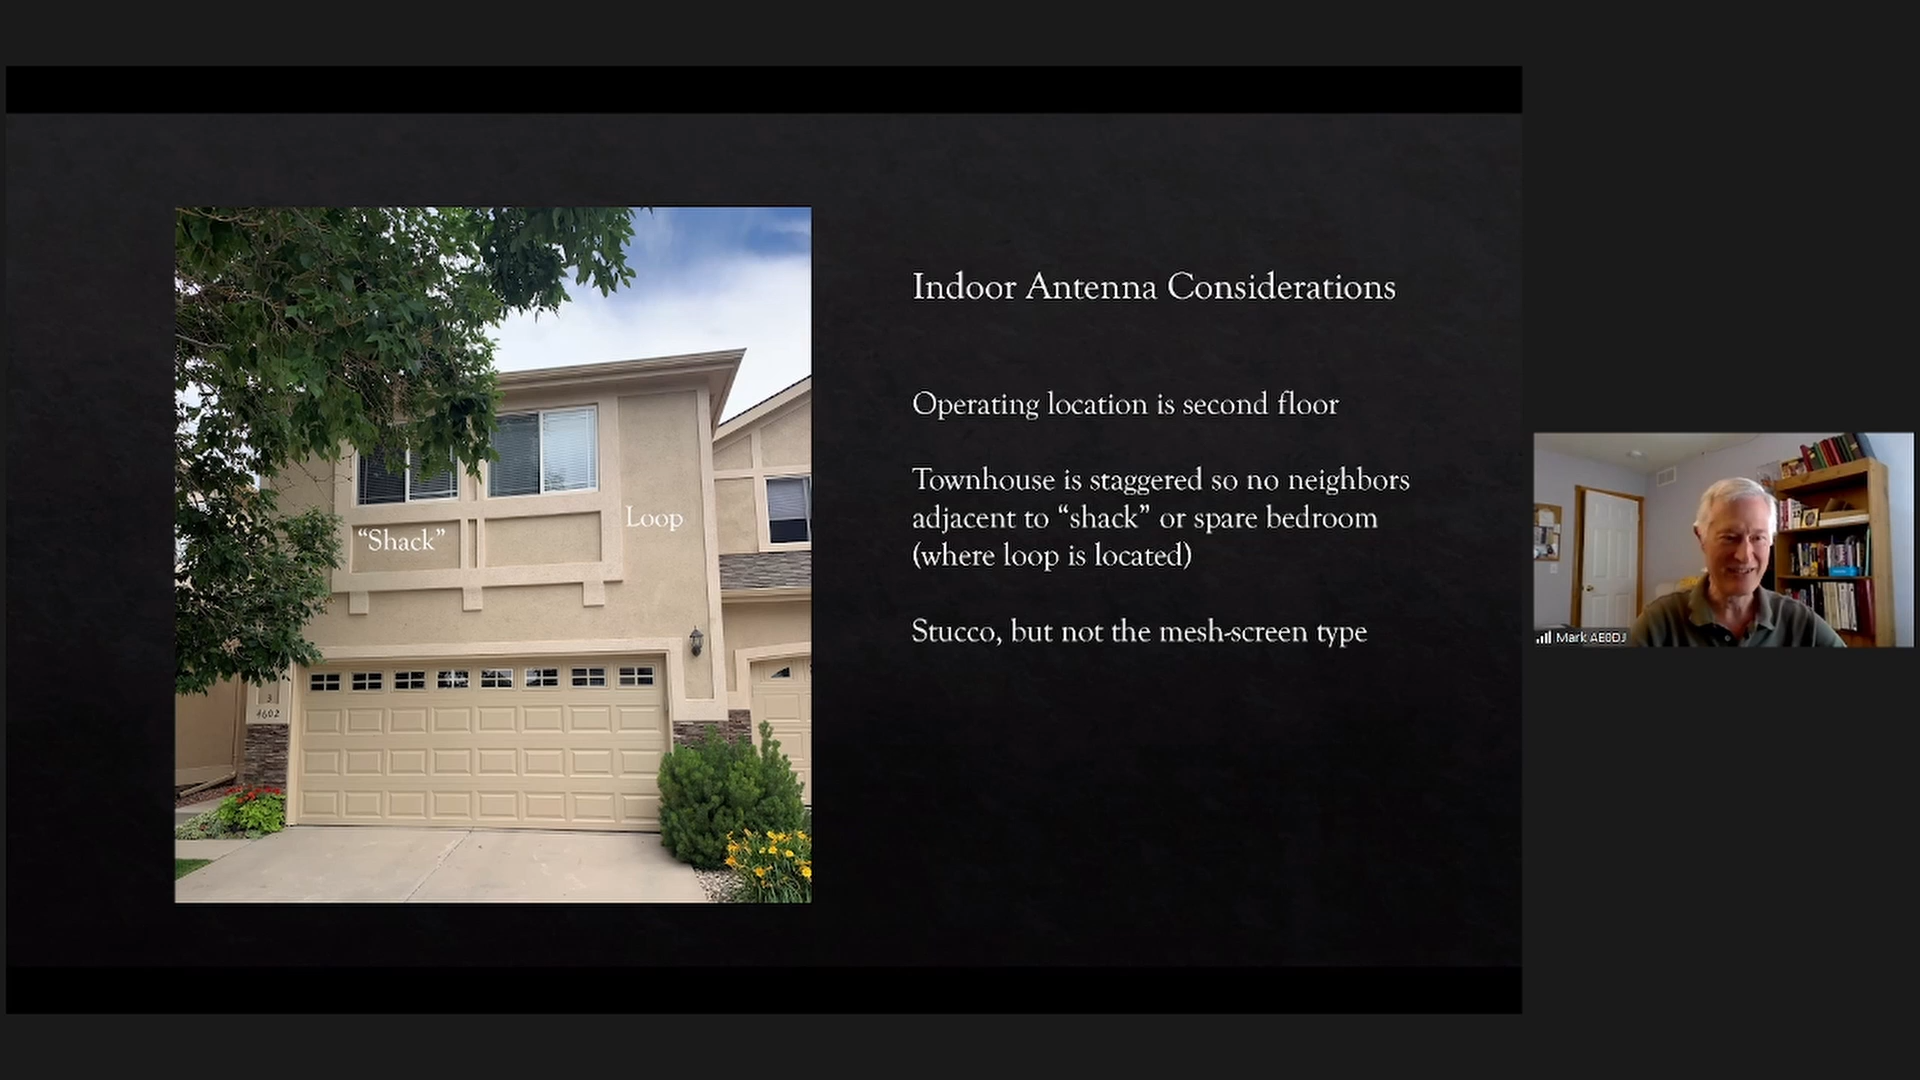 Indoor Antenna Considerations
Operating location is second floor
Townhouse is staggered so no neighbors
adjacent to “shack” or spare bedroom
(where loop is located)
Stucco, but not the mesh-screen type
“Shack”
Loop
3
4602
Mark AE0DJ